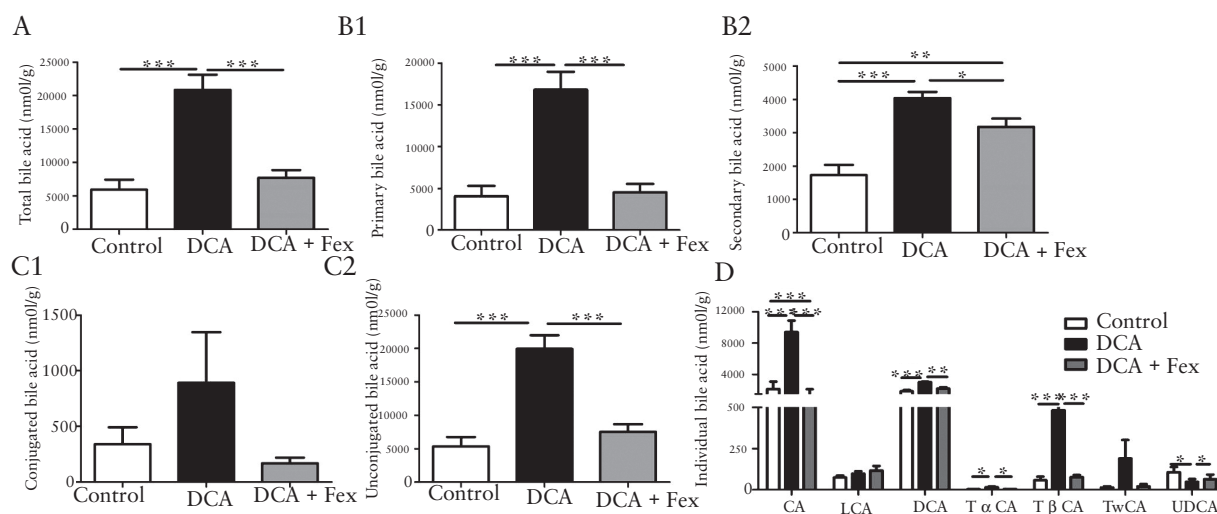 A
Total bile acid (nm0l/g)
25000
20000
15000
10000
5000
0
***
***
Control
DCA
DCA + Fex
B1
Primary bile acid (nm0l/g)
20000
15000
10000
5000
0
***
***
Control
DCA
DCA + Fex
B2
Secondary bile acid (nm0l/g)
5000
4000
3000
2000
1000
0
**
***
*
Control
DCA
DCA + Fex
C1
Conjugated bile acid (nm0l/g)
1500
1000
500
0
Control
DCA
DCA + Fex
C2
Unconjugated bile acid (nm0l/g)
25000
20000
15000
10000
5000
0
***
***
Control
DCA
DCA + Fex
D
Individual bile acid (nm0l/g)
12000
8000
4000
500
250
0
***
***
***
***
**
*
*
***
***
*
*
Control
DCA
DCA + Fex
CA
LCA
DCA
T α CA
T β CA
TwCA
UDCA